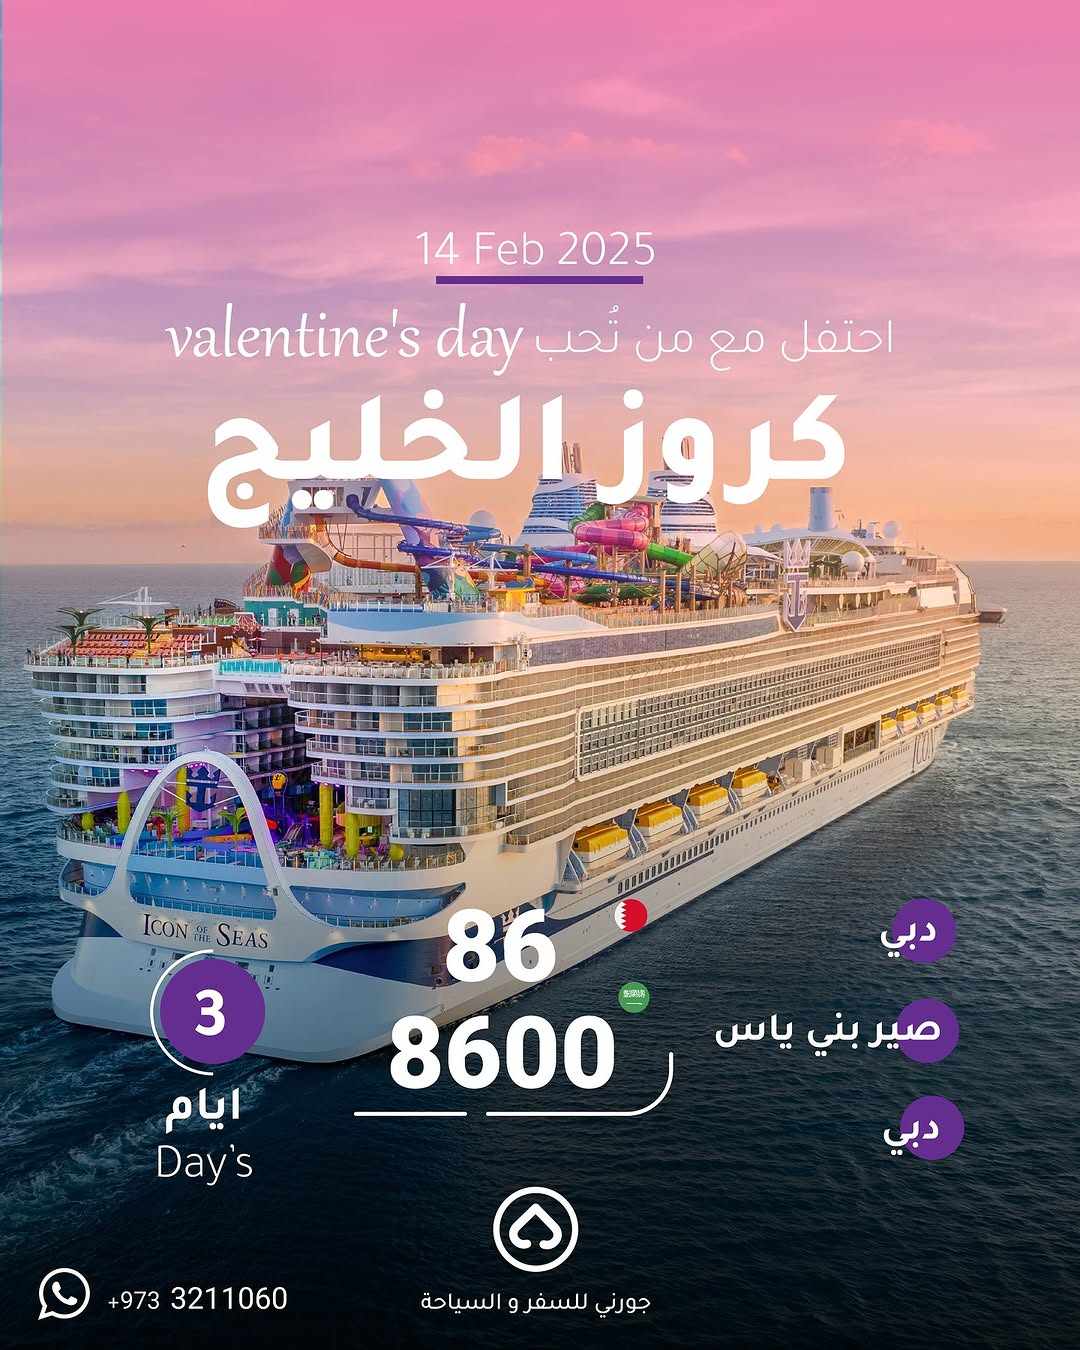 14 Feb 2025
احتفل مع من تُحب valentine's day
كروز الخليج
ICON OF THE SEAS
ICON
86
8600
دبي
صير بني ياس
دبي
3
ايام
Day's
جورني للسفر و السياحة
+973 3211060